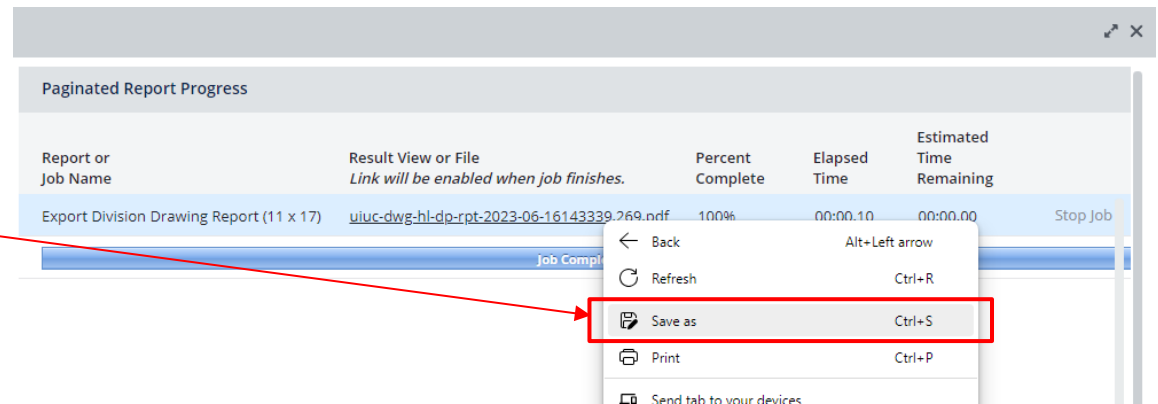 Paginated Report Progress
Report or
Job Name
Result View or File
Link will be enabled when job finishes.
Percent
Complete
Elapsed
Time
Estimated
Time
Remaining
Export Division Drawing Report (11 x 17) uiuc-dwg-hl-dp-rpt-2023-06-16143339.269.pdf 100% 00:00.10 00:00.00 Stop Job
Job
Back Alt+Left arrow
Refresh Ctrl+R
Save as Ctrl+S
Print Ctrl+P
Send tab to your devices